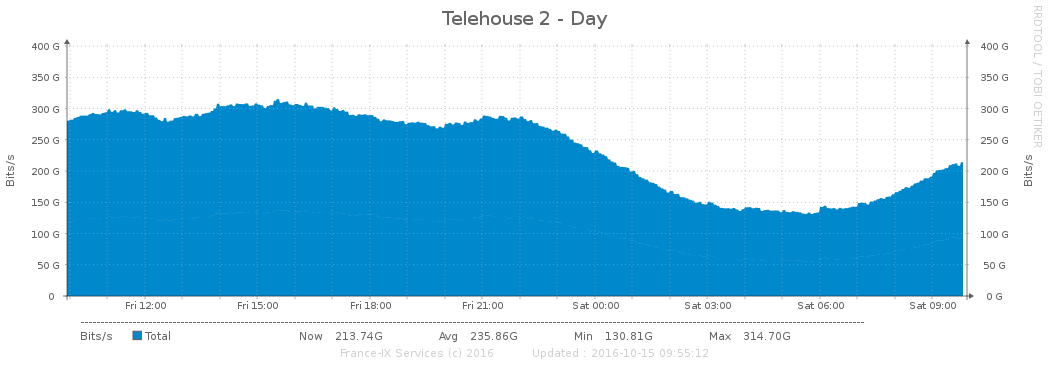 Telehouse 2 - Day
RRDTOOL / TOBI OETIKER
400 G 400 G
350 G 350 G
300 G 300 G
250 G 250 G
200 G 200 G
150 G 150 G
100 G 100 G
50 G 50 G
0 0 G
Bits/s Bits/s
Fri 12:00 Fri 15:00 Fri 18:00 Fri 21:00 Sat 00:00 Sat 03:00 Sat 06:00 Sat 09:00
Bits/s Total Now 213.74G Avg 235.86G Min 130.81G Max 314.70G
France-IX Services (c) 2016 Updated : 2016-10-15 09:55:12